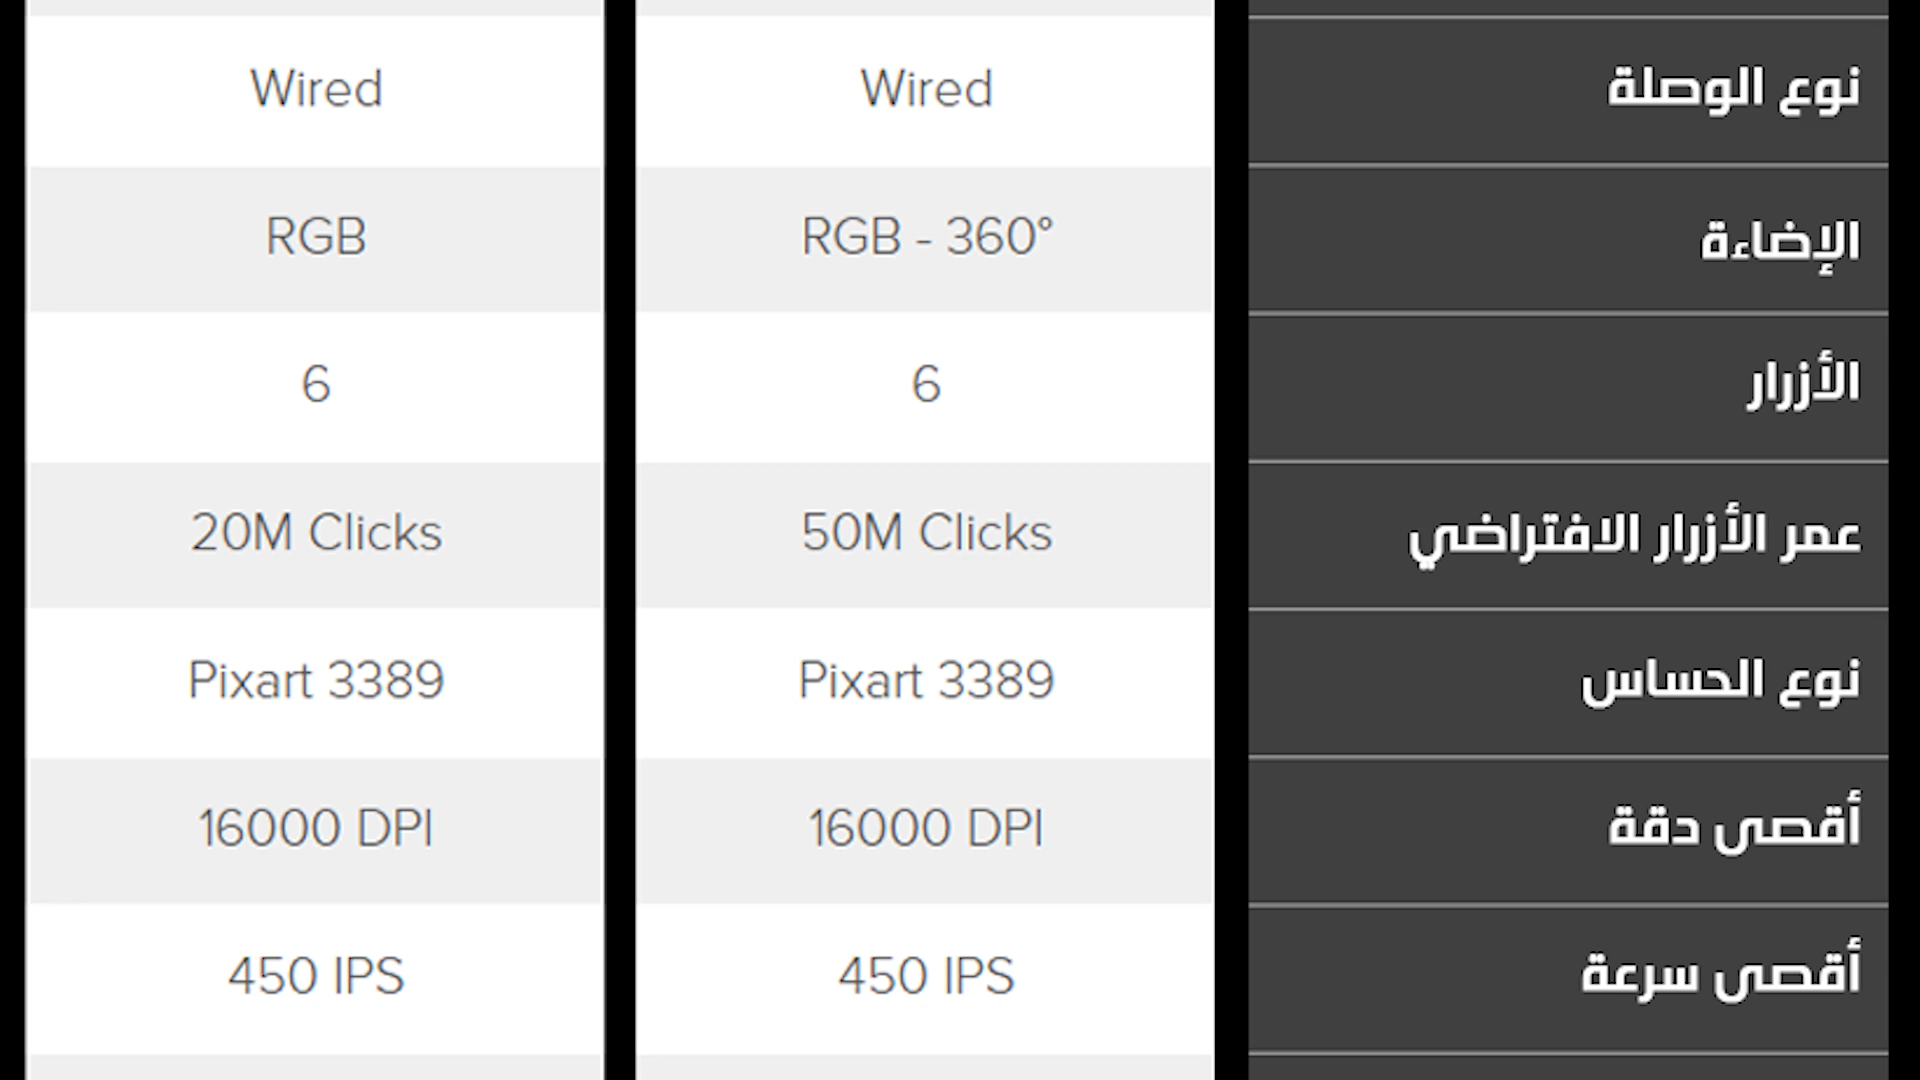 نوع الوصلة Wired Wired
الإضاءة RGB - 360° RGB
الأزرار 6 6
عمر الأزرار الافتراضي 50M Clicks 20M Clicks
نوع الحساس Pixart 3389 Pixart 3389
أقصى دقة 16000 DPI 16000 DPI
أقصى سرعة 450 IPS 450 IPS